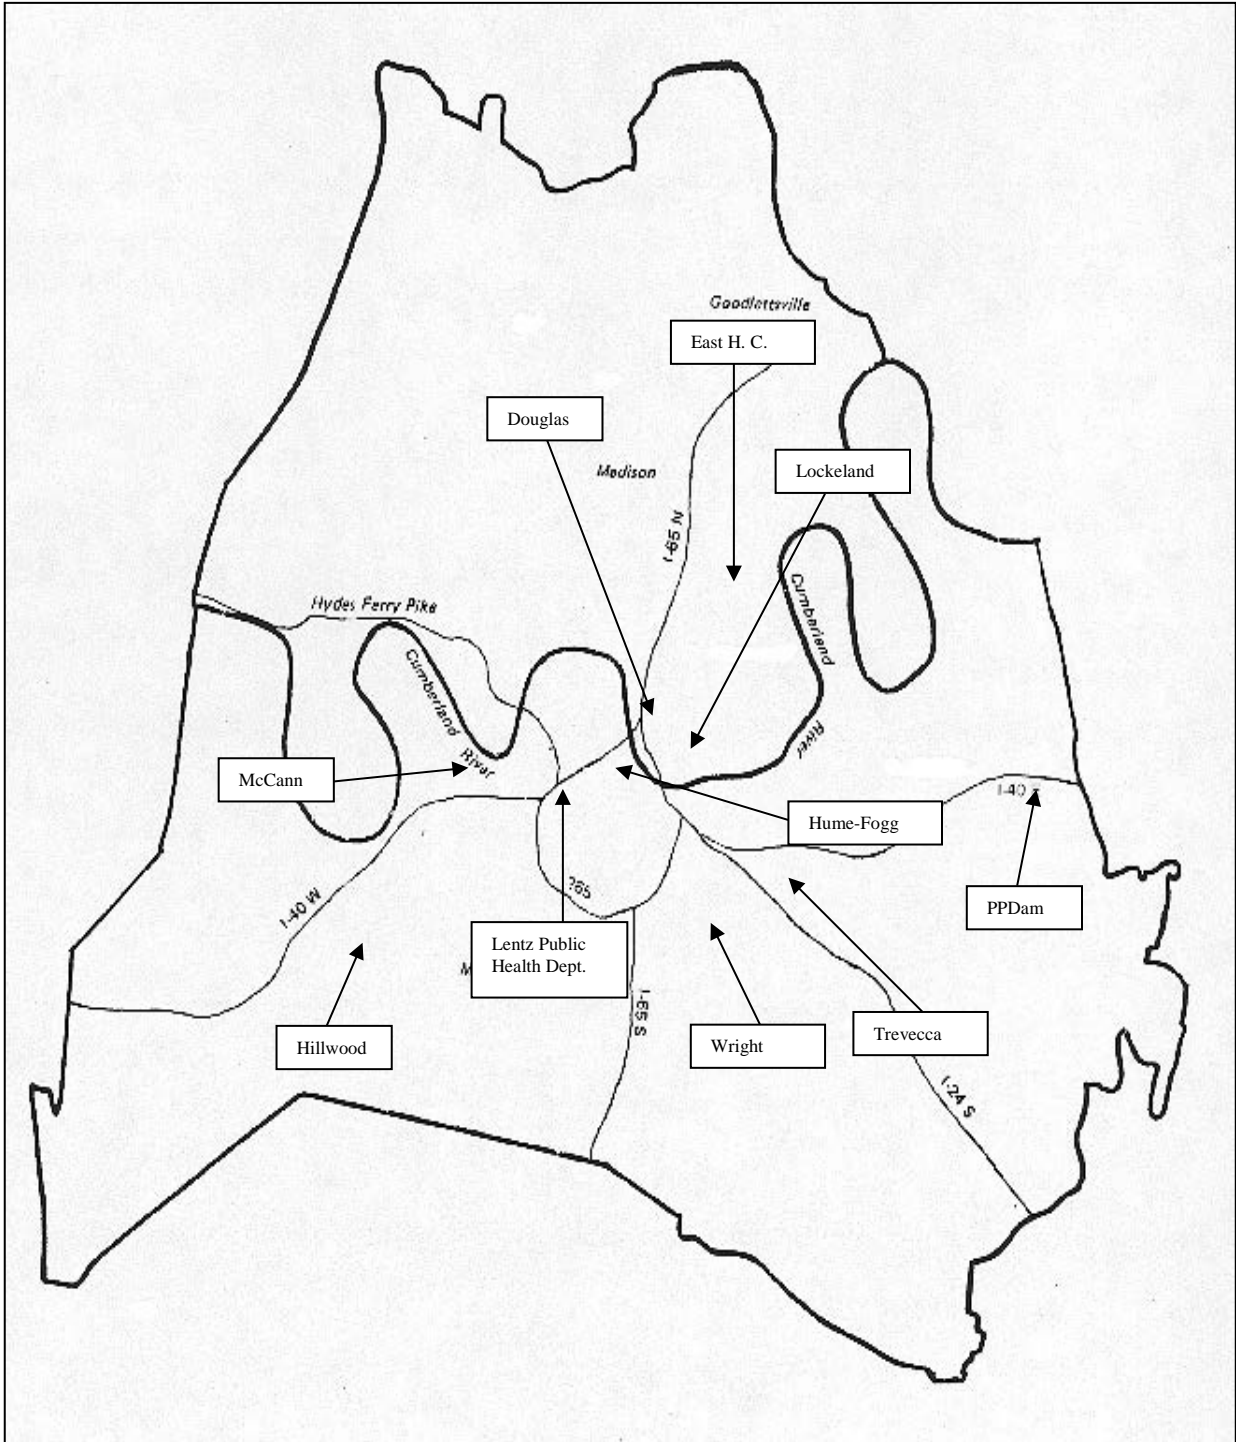 Goodlettsville
East H. C.
Douglas
Madison
Lockeland
I-65 N
Cumberland
River
Hydes Ferry Pike
Cumberland
River
McCann
I-40
Hume-Fogg
PPDam
I-40 W
265
Lentz Public
Health Dept.
M
I-65 S
Hillwood
Wright
Trevecca
I-24 S